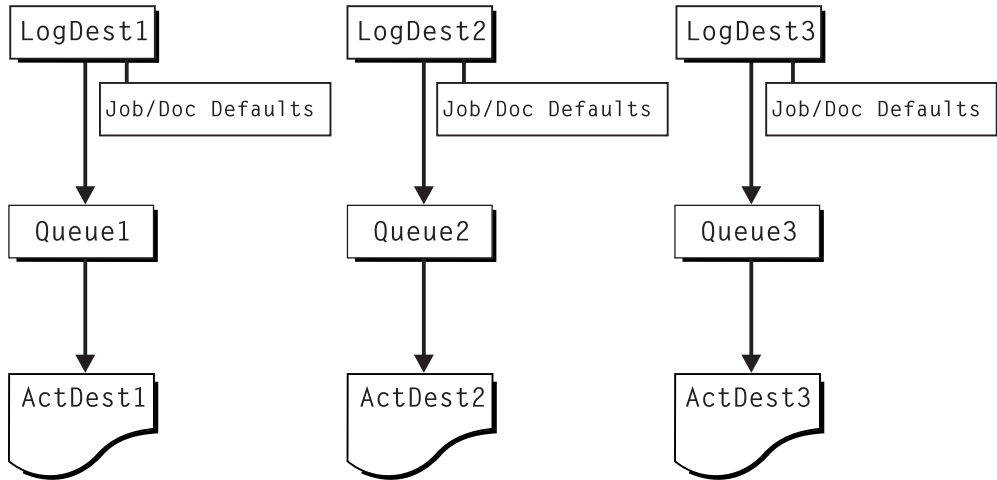 LogDest1
LogDest2
LogDest3
Job/Doc Defaults
Job/Doc Defaults
Job/Doc Defaults
Queue1
Queue2
Queue3
ActDest1
ActDest2
ActDest3